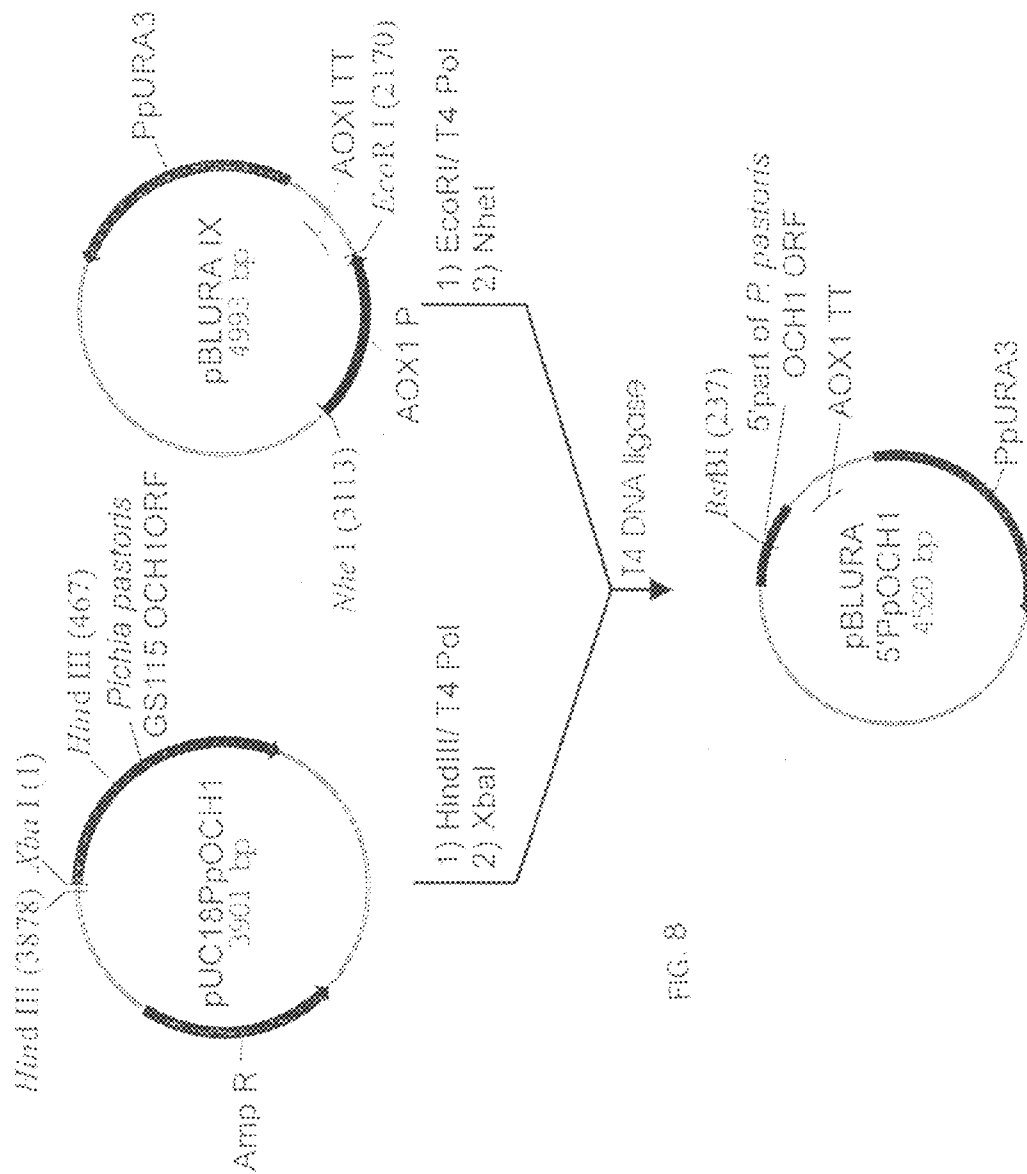 Hind III (3878)
Xba I (1)
Hind III (467)
Pichia pastoris
GS115 OCH1ORF
pUC18PpOCH1
3901 bp
Amp R
1) HindIII/ T4 Pol
2) XbaI
PpURA3
pBLURA IX
4993 bp
AOX1 TT
EcoR I (2170)
AOX1 P
Nhe I (3113)
1) EcoRI/ T4 Pol
2) NheI
T4 DNA ligase
BstBI (237)
5'part of P. pastoris
OCH1 ORF
AOX1 TT
pBLURA
5'PpOCH1
4520 bp
PpURA3
FIG. 8